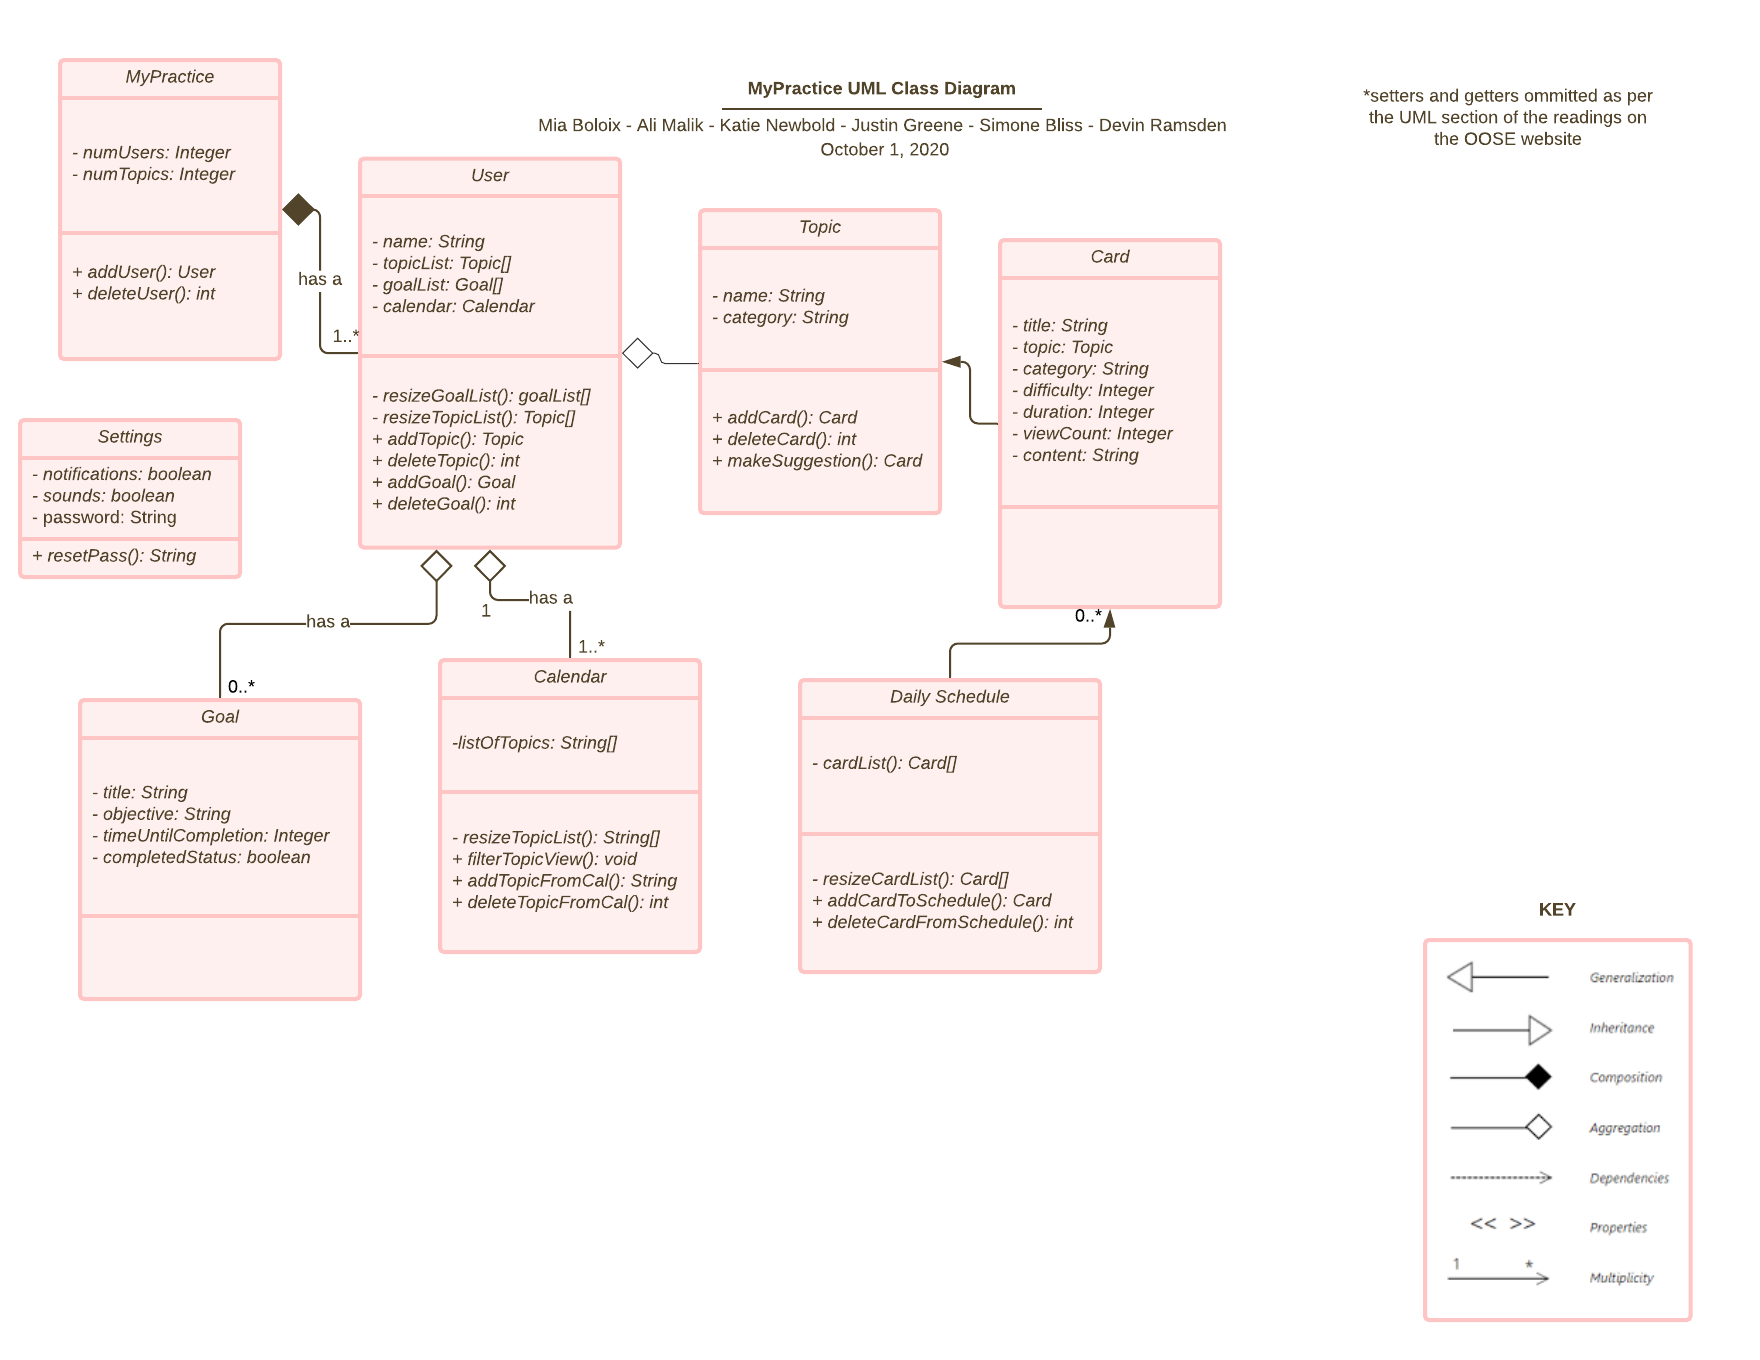 MyPractice UML Class Diagram
Mia Boloix - Ali Malik - Katie Newbold - Justin Greene - Simone Bliss - Devin Ramsden
October 1, 2020
*setters and getters ommitted as per
the UML section of the readings on
the OOSE website
MyPractice
- numUsers: Integer
- numTopics: Integer
+ addUser(): User
+ deleteUser(): int
has a
1..*
User
- name: String
- topicList: Topic[]
- goalList: Goal[]
- calendar: Calendar
- resizeGoalList(): goalList[]
- resizeTopicList(): Topic[]
+ addTopic(): Topic
+ deleteTopic(): int
+ addGoal(): Goal
+ deleteGoal(): int
Topic
- name: String
- category: String
+ addCard(): Card
+ deleteCard(): int
+ makeSuggestion(): Card
Card
- title: String
- topic: Topic
- category: String
- difficulty: Integer
- duration: Integer
- viewCount: Integer
- content: String
0..*
Settings
- notifications: boolean
- sounds: boolean
- password: String
+ resetPass(): String
has a
0..*
1
has a
1..*
Goal
- title: String
- objective: String
- timeUntilCompletion: Integer
- completedStatus: boolean
Calendar
-listOfTopics: String[]
- resizeTopicList(): String[]
+ filterTopicView(): void
+ addTopicFromCal(): String
+ deleteTopicFromCal(): int
Daily Schedule
- cardList(): Card[]
- resizeCardList(): Card[]
+ addCardToSchedule(): Card
+ deleteCardFromSchedule(): int
KEY
Generalization
Inheritance
Composition
Aggregation
Dependencies
<< >> Properties
1 *
Multiplicity